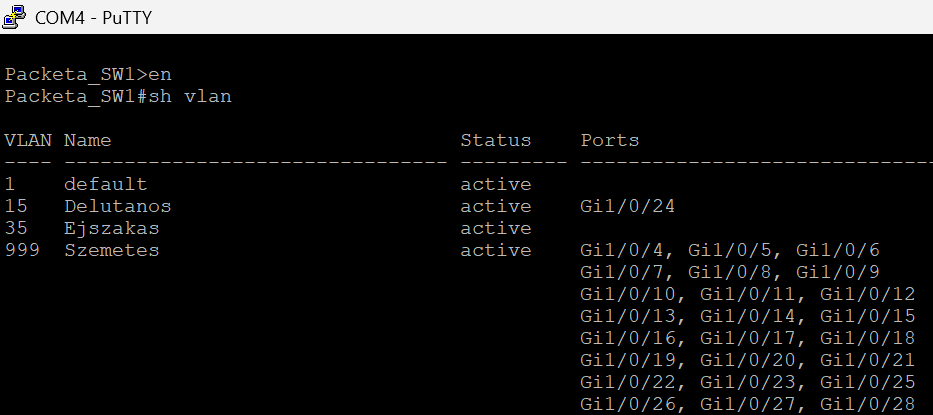 COM4 - PuTTY
Packeta_SW1>en
Packeta_SW1#sh vlan
VLAN Name                             Status    Ports
---- -------------------------------- --------- ------------------------------
1    default                          active
15   Delutanos                        active    Gi1/0/24
35   Ejszakas                         active
999  Szemetes                         active    Gi1/0/4, Gi1/0/5, Gi1/0/6
                                                Gi1/0/7, Gi1/0/8, Gi1/0/9
                                                Gi1/0/10, Gi1/0/11, Gi1/0/12
                                                Gi1/0/13, Gi1/0/14, Gi1/0/15
                                                Gi1/0/16, Gi1/0/17, Gi1/0/18
                                                Gi1/0/19, Gi1/0/20, Gi1/0/21
                                                Gi1/0/22, Gi1/0/23, Gi1/0/25
                                                Gi1/0/26, Gi1/0/27, Gi1/0/28